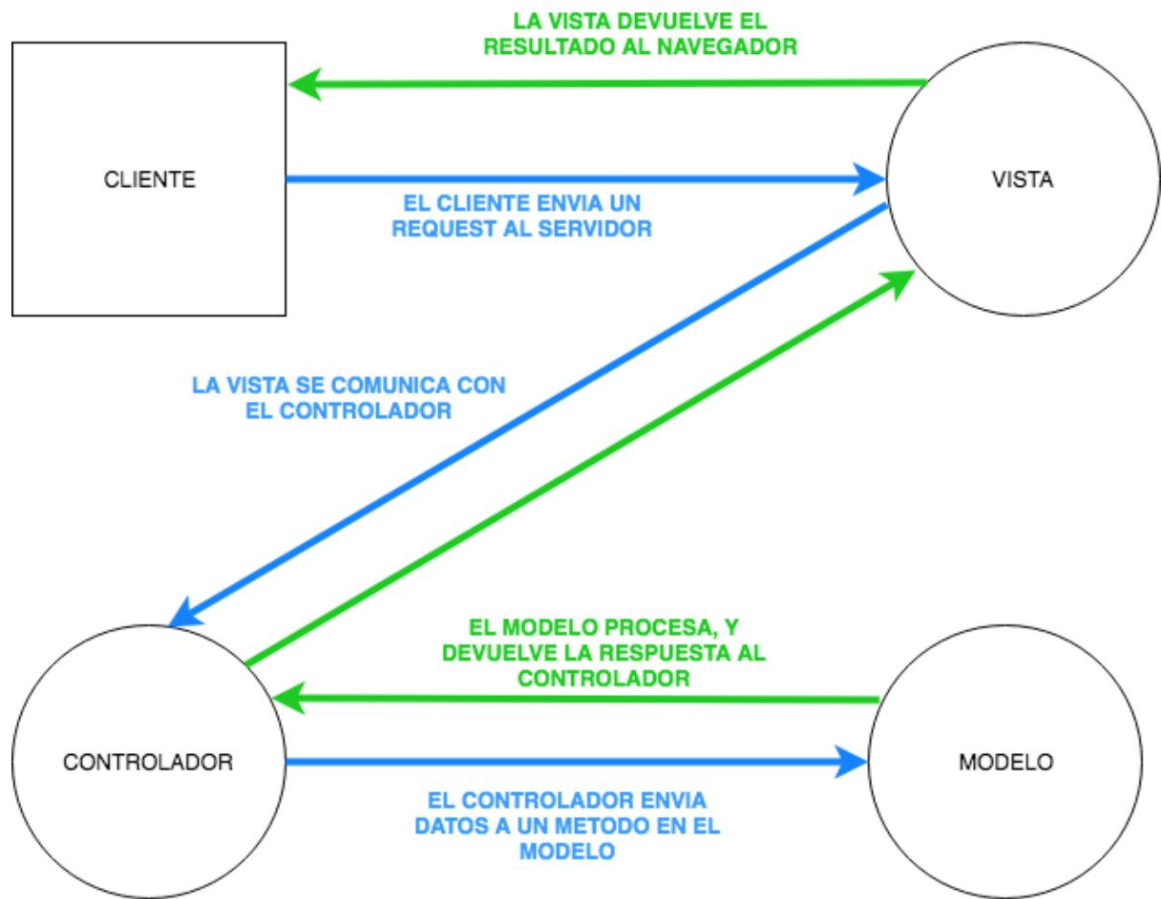 LA VISTA DEVUELVE EL
RESULTADO AL NAVEGADOR
CLIENTE
VISTA
EL CLIENTE ENVIA UN
REQUEST AL SERVIDOR
LA VISTA SE COMUNICA CON
EL CONTROLADOR
EL MODELO PROCESA, Y
DEVUELVE LA RESPUESTA AL
CONTROLADOR
CONTROLADOR
MODELO
EL CONTROLADOR ENVIA
DATOS A UN METODO EN EL
MODELO